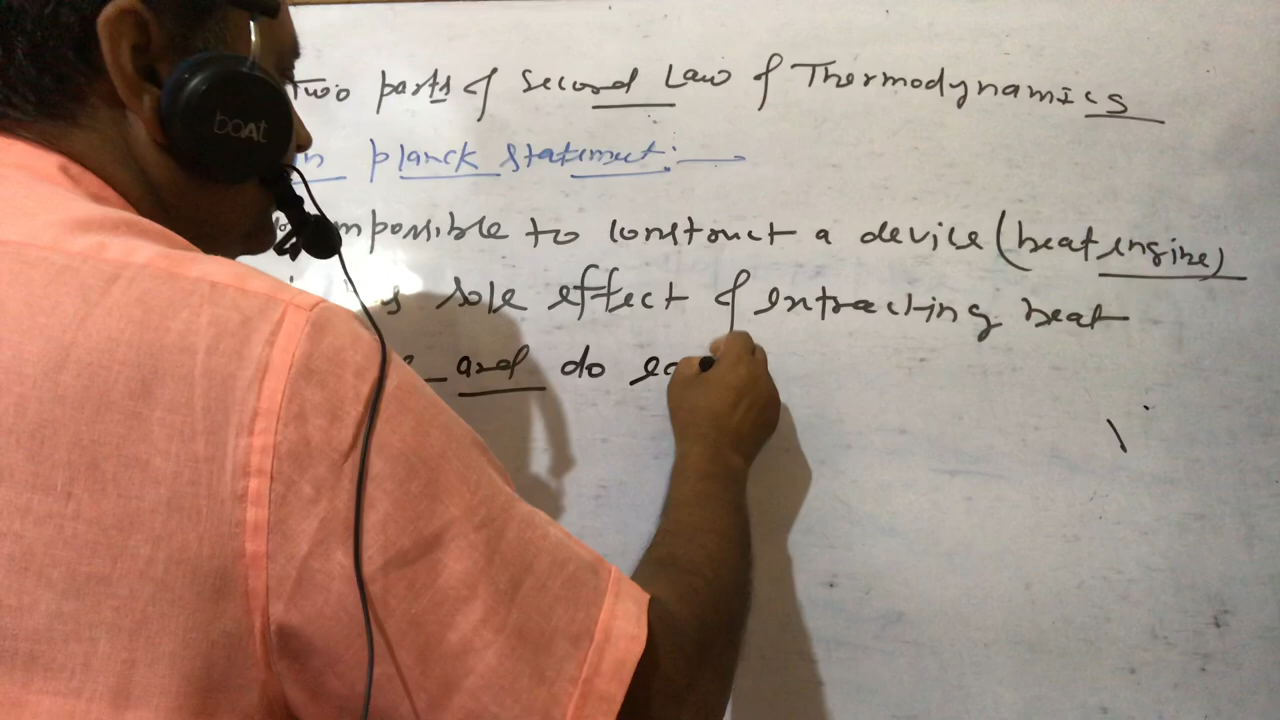 boAt
Two parts of Second Law of Thermodynamics
in planck statement:
impossible to construct a device (heat engine)
sole effect of extracting heat
and do